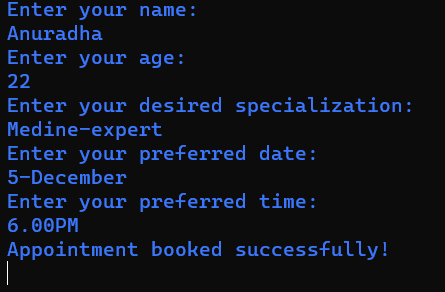 Enter your name:
Anuradha
Enter your age:
22
Enter your desired specialization:
Medine-expert
Enter your preferred date:
5-December
Enter your preferred time:
6.00PM
Appointment booked successfully!